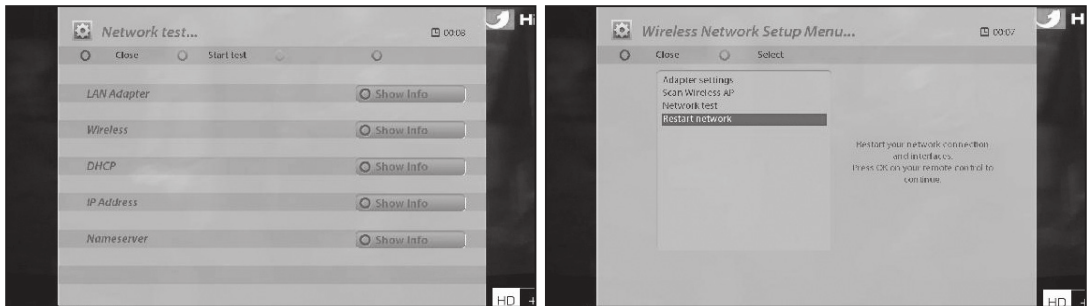 Network test...
00:08
Close Start test
LAN Adapter Show Info
Wireless Show Info
DHCP Show Info
IP Address Show Info
Nameserver Show Info
Hi
HD +
Wireless Network Setup Menu...
00:07
Close Select
Adapter settings
Scan Wireless AP
Network test
Restart network
Restart your network connection
and interfaces.
Press OK on your remote control to
continue.
H
HD